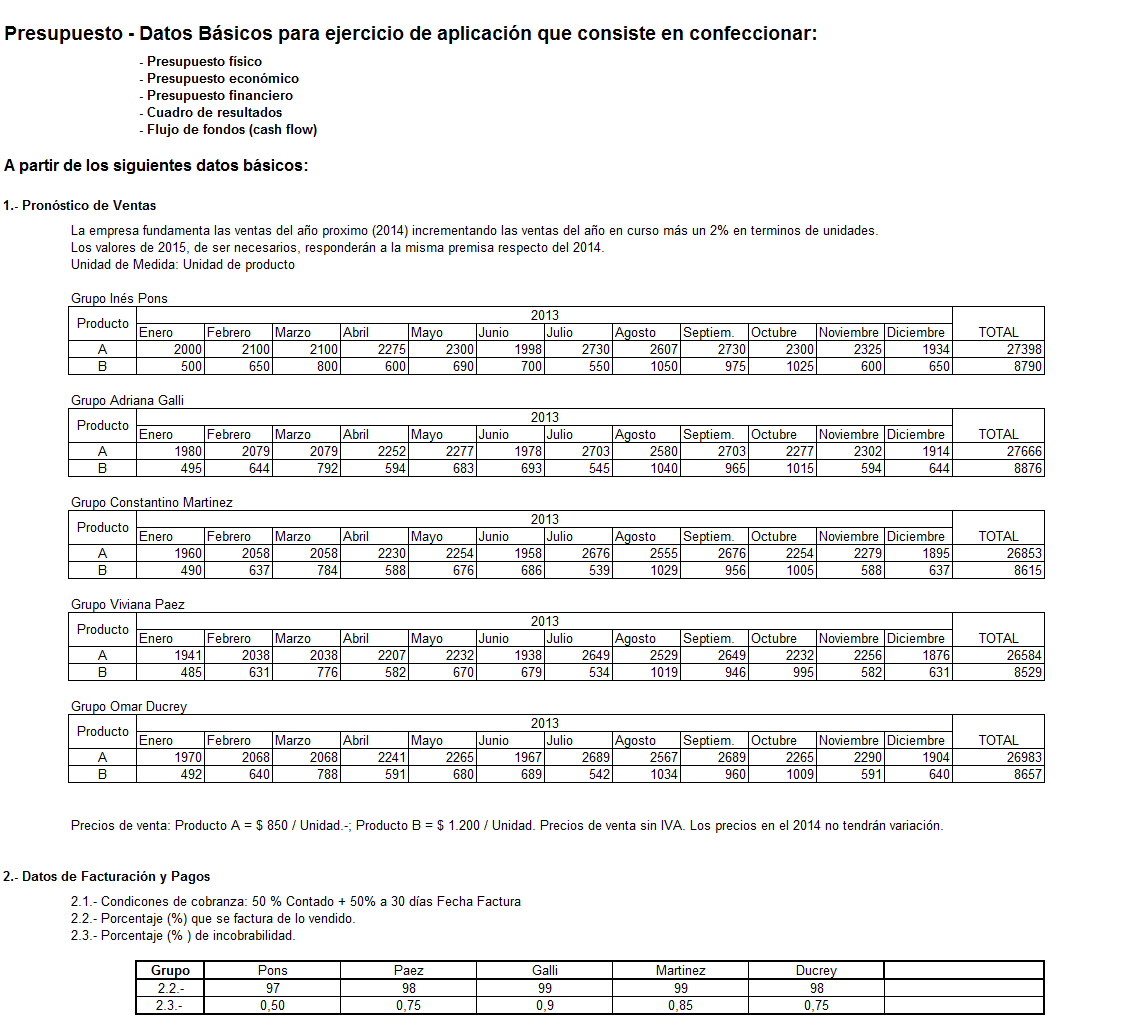 Presupuesto - Datos Básicos para ejercicio de aplicación que consiste en confeccionar:
- Presupuesto físico
- Presupuesto económico
- Presupuesto financiero
- Cuadro de resultados
- Flujo de fondos (cash flow)
A partir de los siguientes datos básicos:
1.- Pronóstico de Ventas
La empresa fundamenta las ventas del año proximo (2014) incrementando las ventas del año en curso más un 2% en terminos de unidades.
Los valores de 2015, de ser necesarios, responderán a la misma premisa respecto del 2014.
Unidad de Medida: Unidad de producto
Grupo Inés Pons
Producto 2013
Enero Febrero Marzo Abril Mayo Junio Julio Agosto Septiem. Octubre Noviembre Diciembre TOTAL
A 2000 2100 2100 2275 2300 1998 2730 2607 2730 2300 2325 1934 27398
B 500 650 800 600 690 700 550 1050 975 1025 600 650 8790
Grupo Adriana Galli
Producto 2013
Enero Febrero Marzo Abril Mayo Junio Julio Agosto Septiem. Octubre Noviembre Diciembre TOTAL
A 1980 2079 2079 2252 2277 1978 2703 2580 2703 2277 2302 1914 27666
B 495 644 792 594 683 693 545 1040 965 1015 594 644 8876
Grupo Constantino Martinez
Producto 2013
Enero Febrero Marzo Abril Mayo Junio Julio Agosto Septiem. Octubre Noviembre Diciembre TOTAL
A 1960 2058 2058 2230 2254 1958 2676 2555 2676 2254 2279 1895 26853
B 490 637 784 588 676 686 539 1029 956 1005 588 637 8615
Grupo Viviana Paez
Producto 2013
Enero Febrero Marzo Abril Mayo Junio Julio Agosto Septiem. Octubre Noviembre Diciembre TOTAL
A 1941 2038 2038 2207 2232 1938 2649 2529 2649 2232 2256 1876 26584
B 485 631 776 582 670 679 534 1019 946 995 582 631 8529
Grupo Omar Ducrey
Producto 2013
Enero Febrero Marzo Abril Mayo Junio Julio Agosto Septiem. Octubre Noviembre Diciembre TOTAL
A 1970 2068 2068 2241 2265 1967 2689 2567 2689 2265 2290 1904 26983
B 492 640 788 591 680 689 542 1034 960 1009 591 640 8657
Precios de venta: Producto A = $ 850 / Unidad.-; Producto B = $ 1.200 / Unidad. Precios de venta sin IVA. Los precios en el 2014 no tendrán variación.
2.- Datos de Facturación y Pagos
2.1.- Condicones de cobranza: 50 % Contado + 50% a 30 días Fecha Factura
2.2.- Porcentaje (%) que se factura de lo vendido.
2.3.- Porcentaje (% ) de incobrabilidad.
Grupo Pons Paez Galli Martinez Ducrey
2.2.- 97 98 99 99 98
2.3.- 0,50 0,75 0,9 0,85 0,75